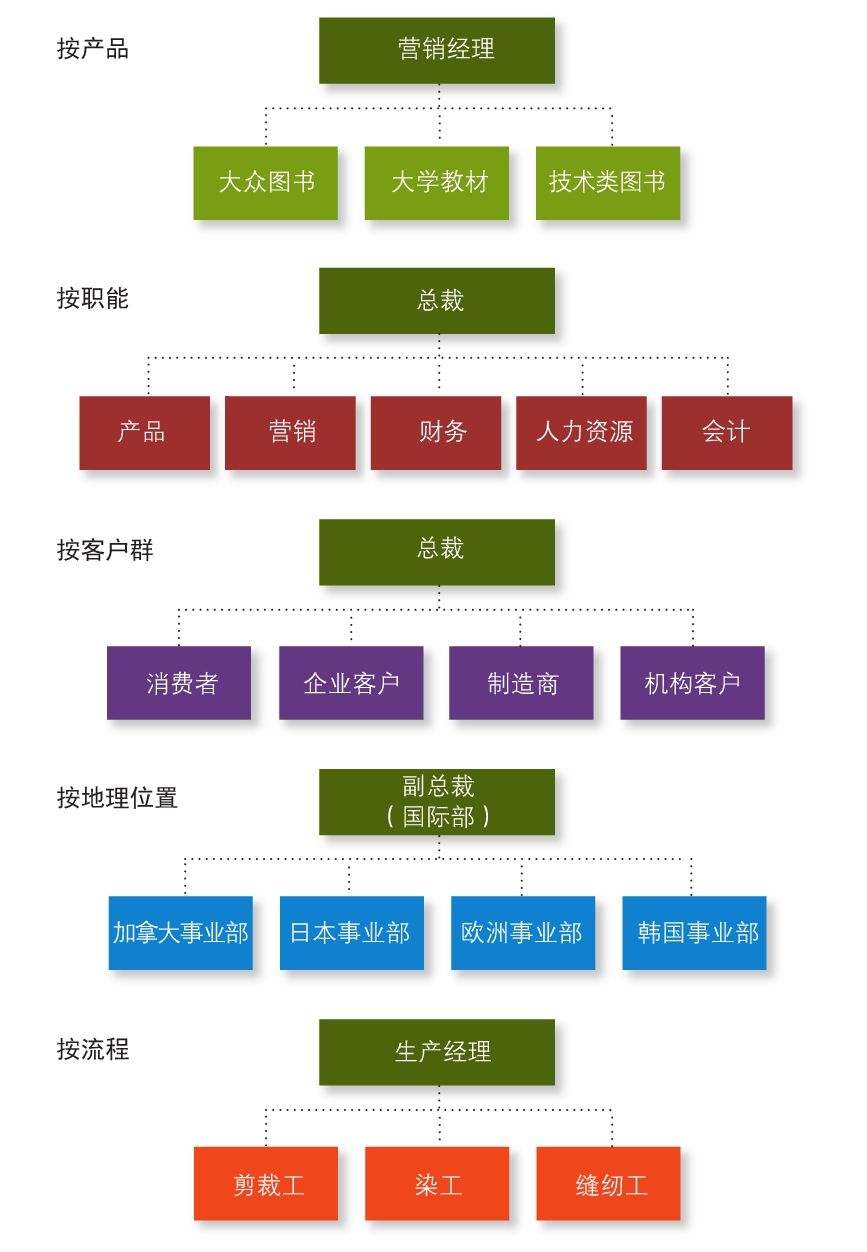 按产品
营销经理
大众图书
大学教材
技术类图书
按职能
总裁
产品
营销
财务
人力资源
会计
按客户群
总裁
消费者
企业客户
制造商
机构客户
按地理位置
副总裁
（国际部）
加拿大事业部
日本事业部
欧洲事业部
韩国事业部
按流程
生产经理
剪裁工
染工
缝纫工